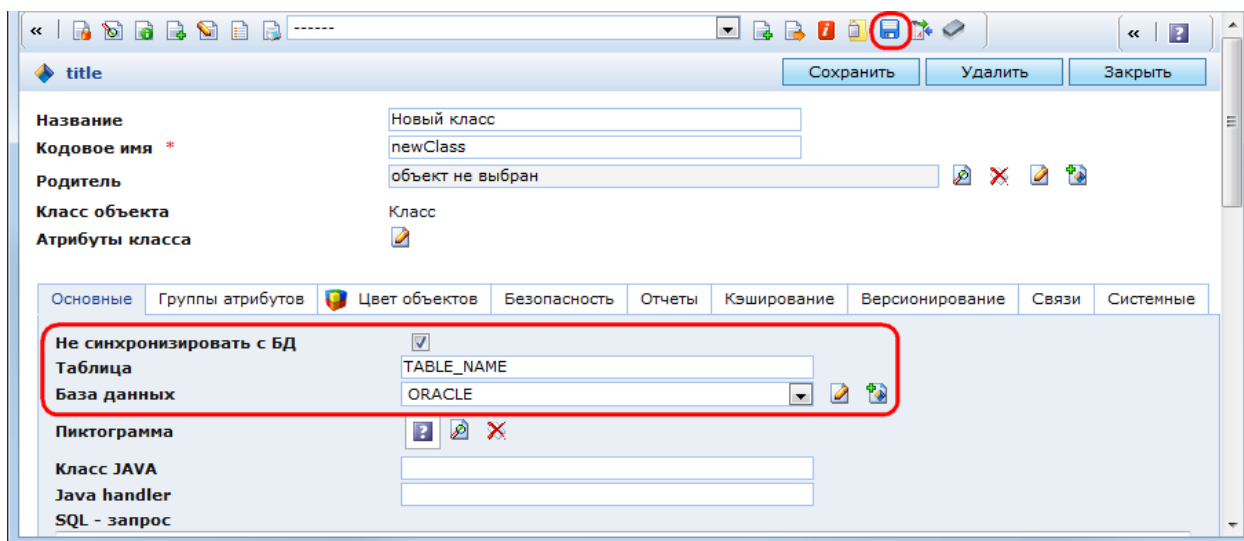 « ------ «
title Сохранить Удалить Закрыть
Название Новый класс
Кодовое имя * newClass
Родитель объект не выбран
Класс объекта Класс
Атрибуты класса
Основные Группы атрибутов Цвет объектов Безопасность Отчеты Кэширование Версионирование Связи Системные
Не синхронизировать с БД
Таблица TABLE_NAME
База данных ORACLE
Пиктограмма
Класс JAVA
Java handler
SQL - запрос